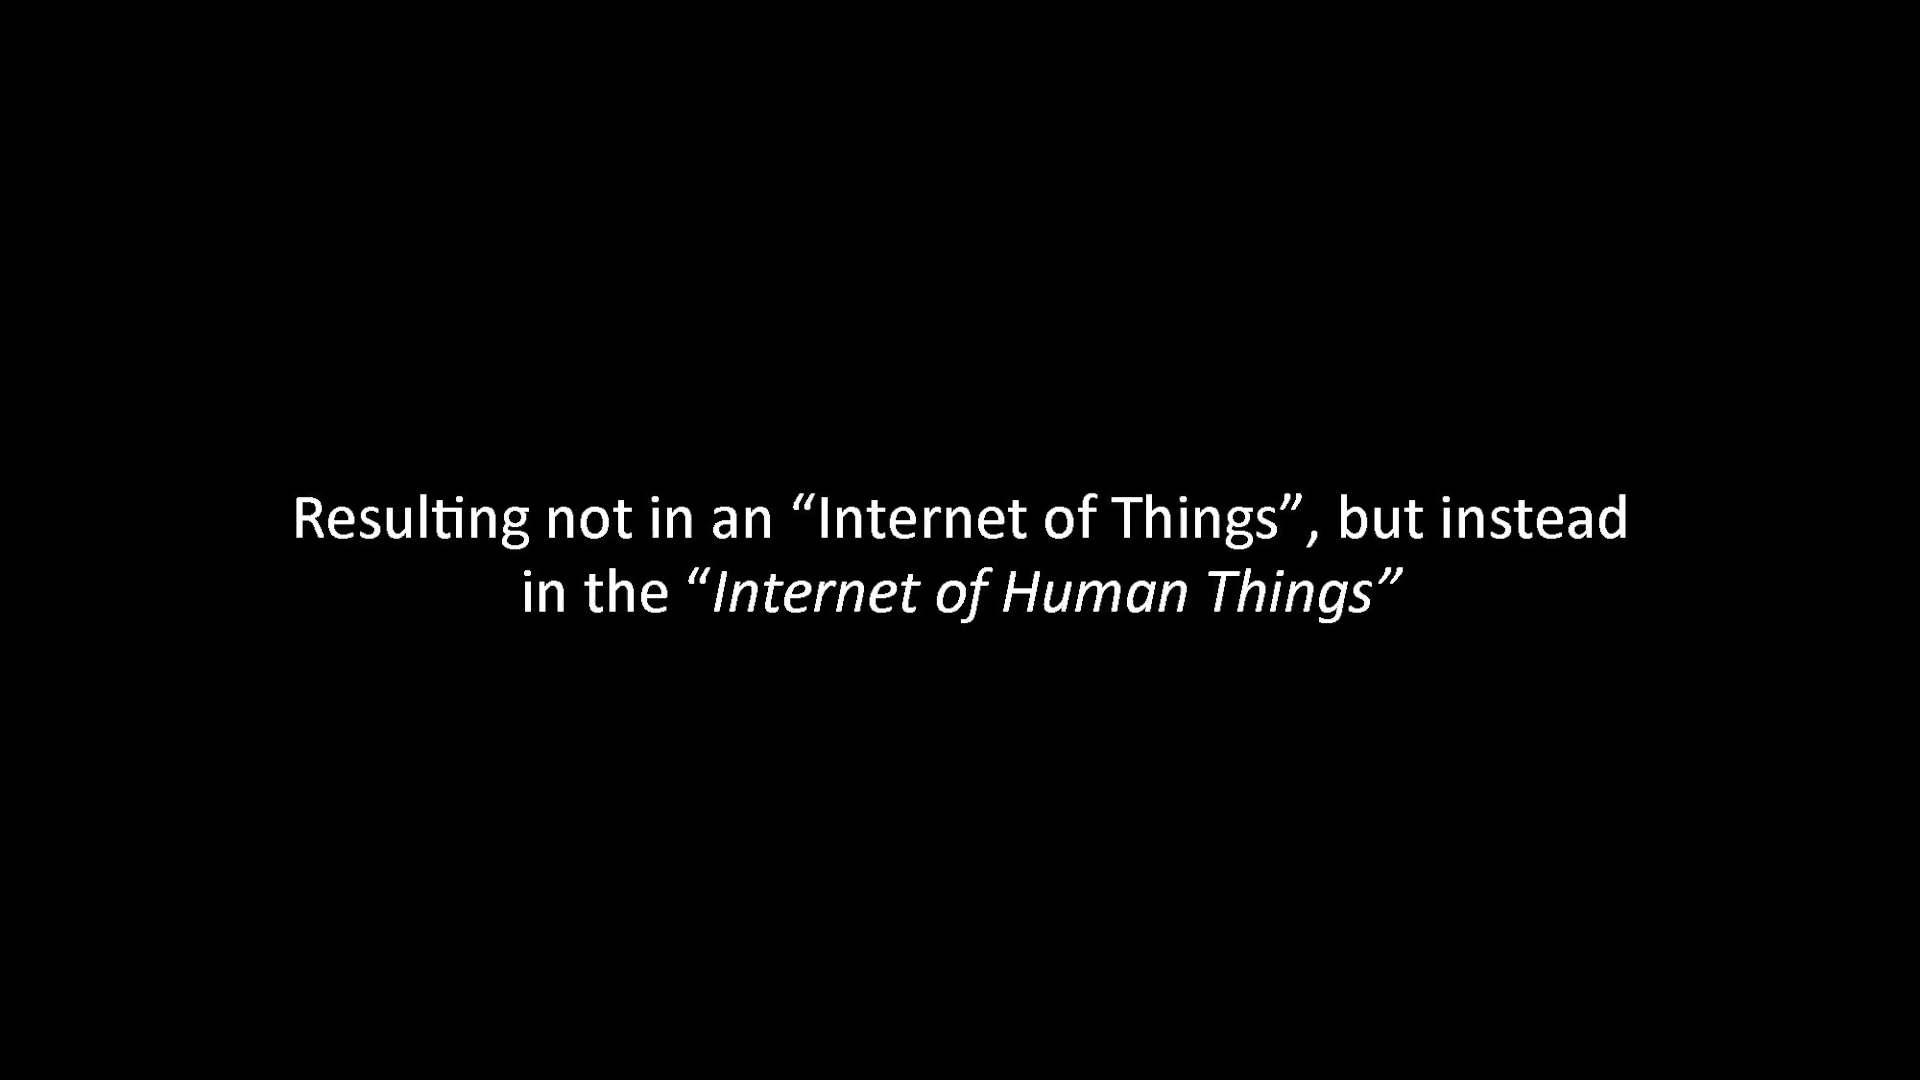 Resulting not in an “Internet of Things”, but instead
in the “Internet of Human Things”